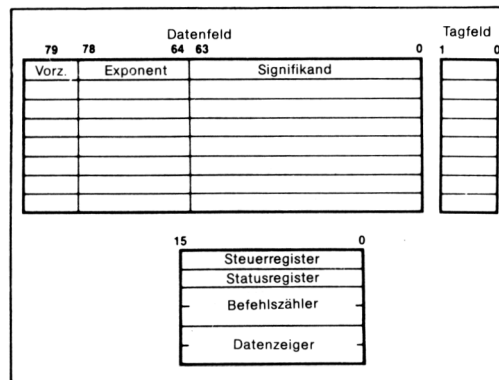 Datenfeld Tagfeld
79 78 64 63 0 1 0
Vorz. Exponent Signifikand
15 0
Steuerregister
Statusregister
Befehlszähler
Datenzeiger